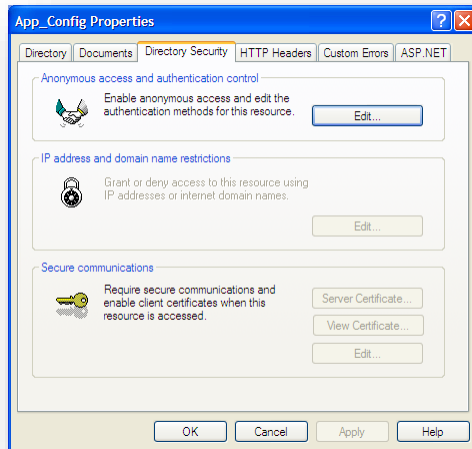 App_Config Properties
Directory Documents Directory Security HTTP Headers Custom Errors ASP.NET
Anonymous access and authentication control
Enable anonymous access and edit the
authentication methods for this resource.
Edit...
IP address and domain name restrictions
Grant or deny access to this resource using
IP addresses or internet domain names.
Edit...
Secure communications
Require secure communications and
enable client certificates when this
resource is accessed.
Server Certificate...
View Certificate...
Edit...
OK Cancel Apply Help